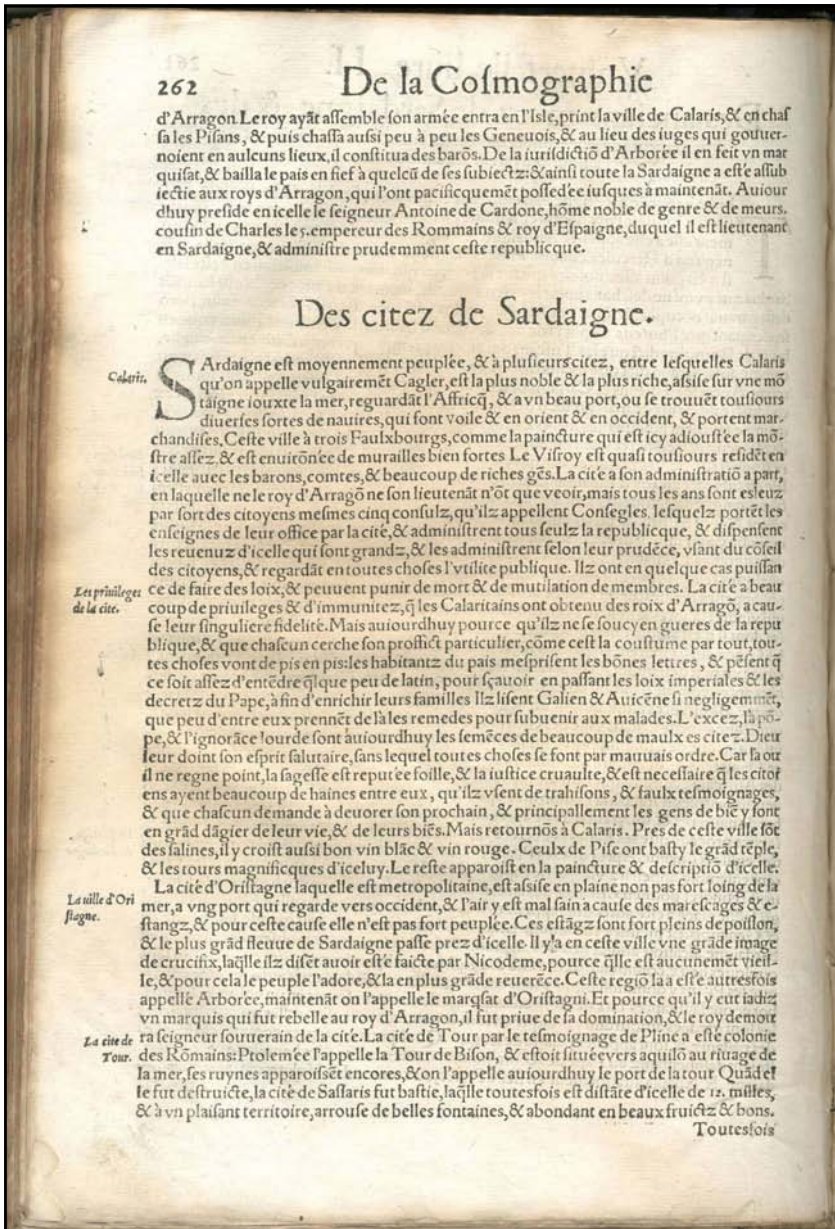 262 De la Coſmographie
d'Arragon. Le roy ayãt aſſemble ſon armée entra en l'Iſle, print la ville de Calaris, & en chaſ
ſa les Piſans, & puis chaſſa auſſi peu à peu les Geneuois, & au lieu des iuges qui gouuer-
noient en aulcuns lieux, il conſtitua des barõs. De la iuriſdictiõ d'Arborée il en feit vn mar
quiſat, & bailla le païs en fief à quelcũ de ſes ſubiectz: & ainſi toute la Sardaigne a eſté aſſub
iectie aux roys d'Arragon, qui l'ont pacificquemẽt poſſedée iuſques à maintenãt. Auiour
dhuy preſide en icelle le ſeigneur Antoine de Cardone, hõme noble de genre & de meurs.
couſin de Charles le 5. empereur des Rommains & roy d'Eſpaigne, duquel il eſt lieutenant
en Sardaigne, & adminiſtre prudemment ceſte republicque.
Des citez de Sardaigne.
Calaris.
SArdaigne eſt moyennement peuplée, & à pluſieurs citez, entre leſquelles Calaris
qu'on appelle vulgairemẽt Cagler, eſt la plus noble & la plus riche, aſsiſe ſur vne mõ
taigne iouxte la mer, reguardãt l'Affricq̃, & a vn beau port, ou ſe trouuẽt touſiours
diuerſes ſortes de nauires, qui font voile & en orient & en occident, & portent mar-
chandiſes. Ceſte ville à trois Faulxbourgs, comme la paincture qui eſt icy adiouſtée la mõ-
ſtre aſſez. & eſt enuirõnée de murailles bien fortes Le Viſroy eſt quaſi touſiours reſidẽt en
icelle auec les barons, comtes, & beaucoup de riches gẽs. La cité a ſon adminiſtratiõ a part,
en laquelle ne le roy d'Arragõ ne ſon lieutenãt n'õt que veoir, mais tous les ans ſont esleuz
par ſort des citoyens meſmes cinq conſulz, qu'ilz appellent Conſegles. leſquelz portẽt les
enſeignes de leur office par la cité, & adminiſtrent tous ſeulz la republicque, & diſpenſent
les reuenuz d'icelle qui ſont grandz, & les adminiſtrent ſelon leur prudẽce, vſant du cõſeil
des citoyens, & regardãt en toutes choſes l'vtilite publique. Ilz ont en quelque cas puiſſan
Les priuileges
de la cite.
ce de faire des loix, & peuuent punir de mort & de mutilation de membres. La cité a beau
coup de priuileges & d'immunitez, q̃ les Calaritains ont obtenu des roix d'Arragõ, a cau-
ſe leur ſinguliere fidelité. Mais auiourdhuy pource qu'ilz ne ſe ſoucyen gueres de la repu
blique, & que chaſcun cerche ſon proffict particulier, cõme ceſt la couſtume par tout, tou-
tes choſes vont de pis en pis: les habitantz du païs meſpriſent les bõnes lettres, & pẽſent q̃
ce ſoit aſſez d'entẽdre q̃lque peu de latin, pour ſçauoir en paſſant les loix imperiales & les
decretz du Pape, à fin d'enrichir leurs familles Ilz liſent Galien & Auicẽne ſi negligemmẽt,
que peu d'entre eux prennẽt de là les remedes pour ſubuenir aux malades. L'excez, la põ-
pe, & l'ignorãce lourde ſont auiourdhuy les ſemẽces de beaucoup de maulx es citez. Dieu
leur doint ſon eſprit ſalutaire, ſans lequel toutes choſes ſe font par mauuais ordre. Car la ou
il ne regne point, la ſageſſe eſt reputée follie, & la iuſtice cruaulte, & eſt neceſſaire q̃ les citoi
ens ayent beaucoup de haines entre eux, qu'ilz vſent de trahiſons, & faulx teſmoignages,
& que chaſcun demande à deuorer ſon prochain, & principallement les gens de biẽ y ſont
en grãd dãgier de leur vie, & de leurs biẽs. Mais retournõs à Calaris. Pres de ceſte ville ſõt
des ſalines, il y croiſt auſſi bon vin blãc & vin rouge. Ceulx de Piſe ont baſty le grãd tẽple,
& les tours magnificques d'iceluy. Le reſte apparoiſt en la paincture & deſcriptiõ d'icelle.
La uille d'Ori
ſtagne.
La cité d'Oriſtagne laquelle eſt metropolitaine, eſt aſsiſe en plaine non pas fort loing de la
mer, a vng port qui regarde vers occident, & l'air y eſt mal ſain a cauſe des mareſcages & e-
ſtangz, & pour ceſte cauſe elle n'eſt pas fort peuplée. Ces eſtãgz ſont fort pleins de poiſſon,
& le plus grãd fleuue de Sardaigne paſſe prez d'icelle. Il y a en ceſte ville vne grãde image
de crucifix, laq̃lle ilz diſẽt auoir eſté faicte par Nicodeme, pource q̃lle eſt aucunemẽt vieil-
le, & pour cela le peuple l'adore, & la en plus grãde reuerẽce. Ceſte regiõ la a eſté autresfois
appellé Arborée, maintenãt on l'appelle le marq̃ſat d'Oriſtagni. Et pource qu'il y eut iadiz
vn marquis qui fut rebelle au roy d'Arragon, il fut priue de ſa domination, & le roy demou
La cite de
Tour.
ra ſeigneur ſouuerain de la cité. La cité de Tour par le teſmoignage de Pline a eſté colonie
des Rõmains: Ptolemée l'appelle la Tour de Biſon, & eſtoit ſituée vers aquilõ au riuage de
la mer, ſes ruynes apparoiſſẽt encores, & on l'appelle auiourdhuy le port de la tour Quãd el
le fut deſtruicte, la cité de Saſſaris fut baſtie, laq̃lle toutesfois eſt diſtãte d'icelle de 12. milles,
& à vn plaiſant territoire, arrouſe de belles fontaines, & abondant en beaux fruictz & bons.
Toutesfois